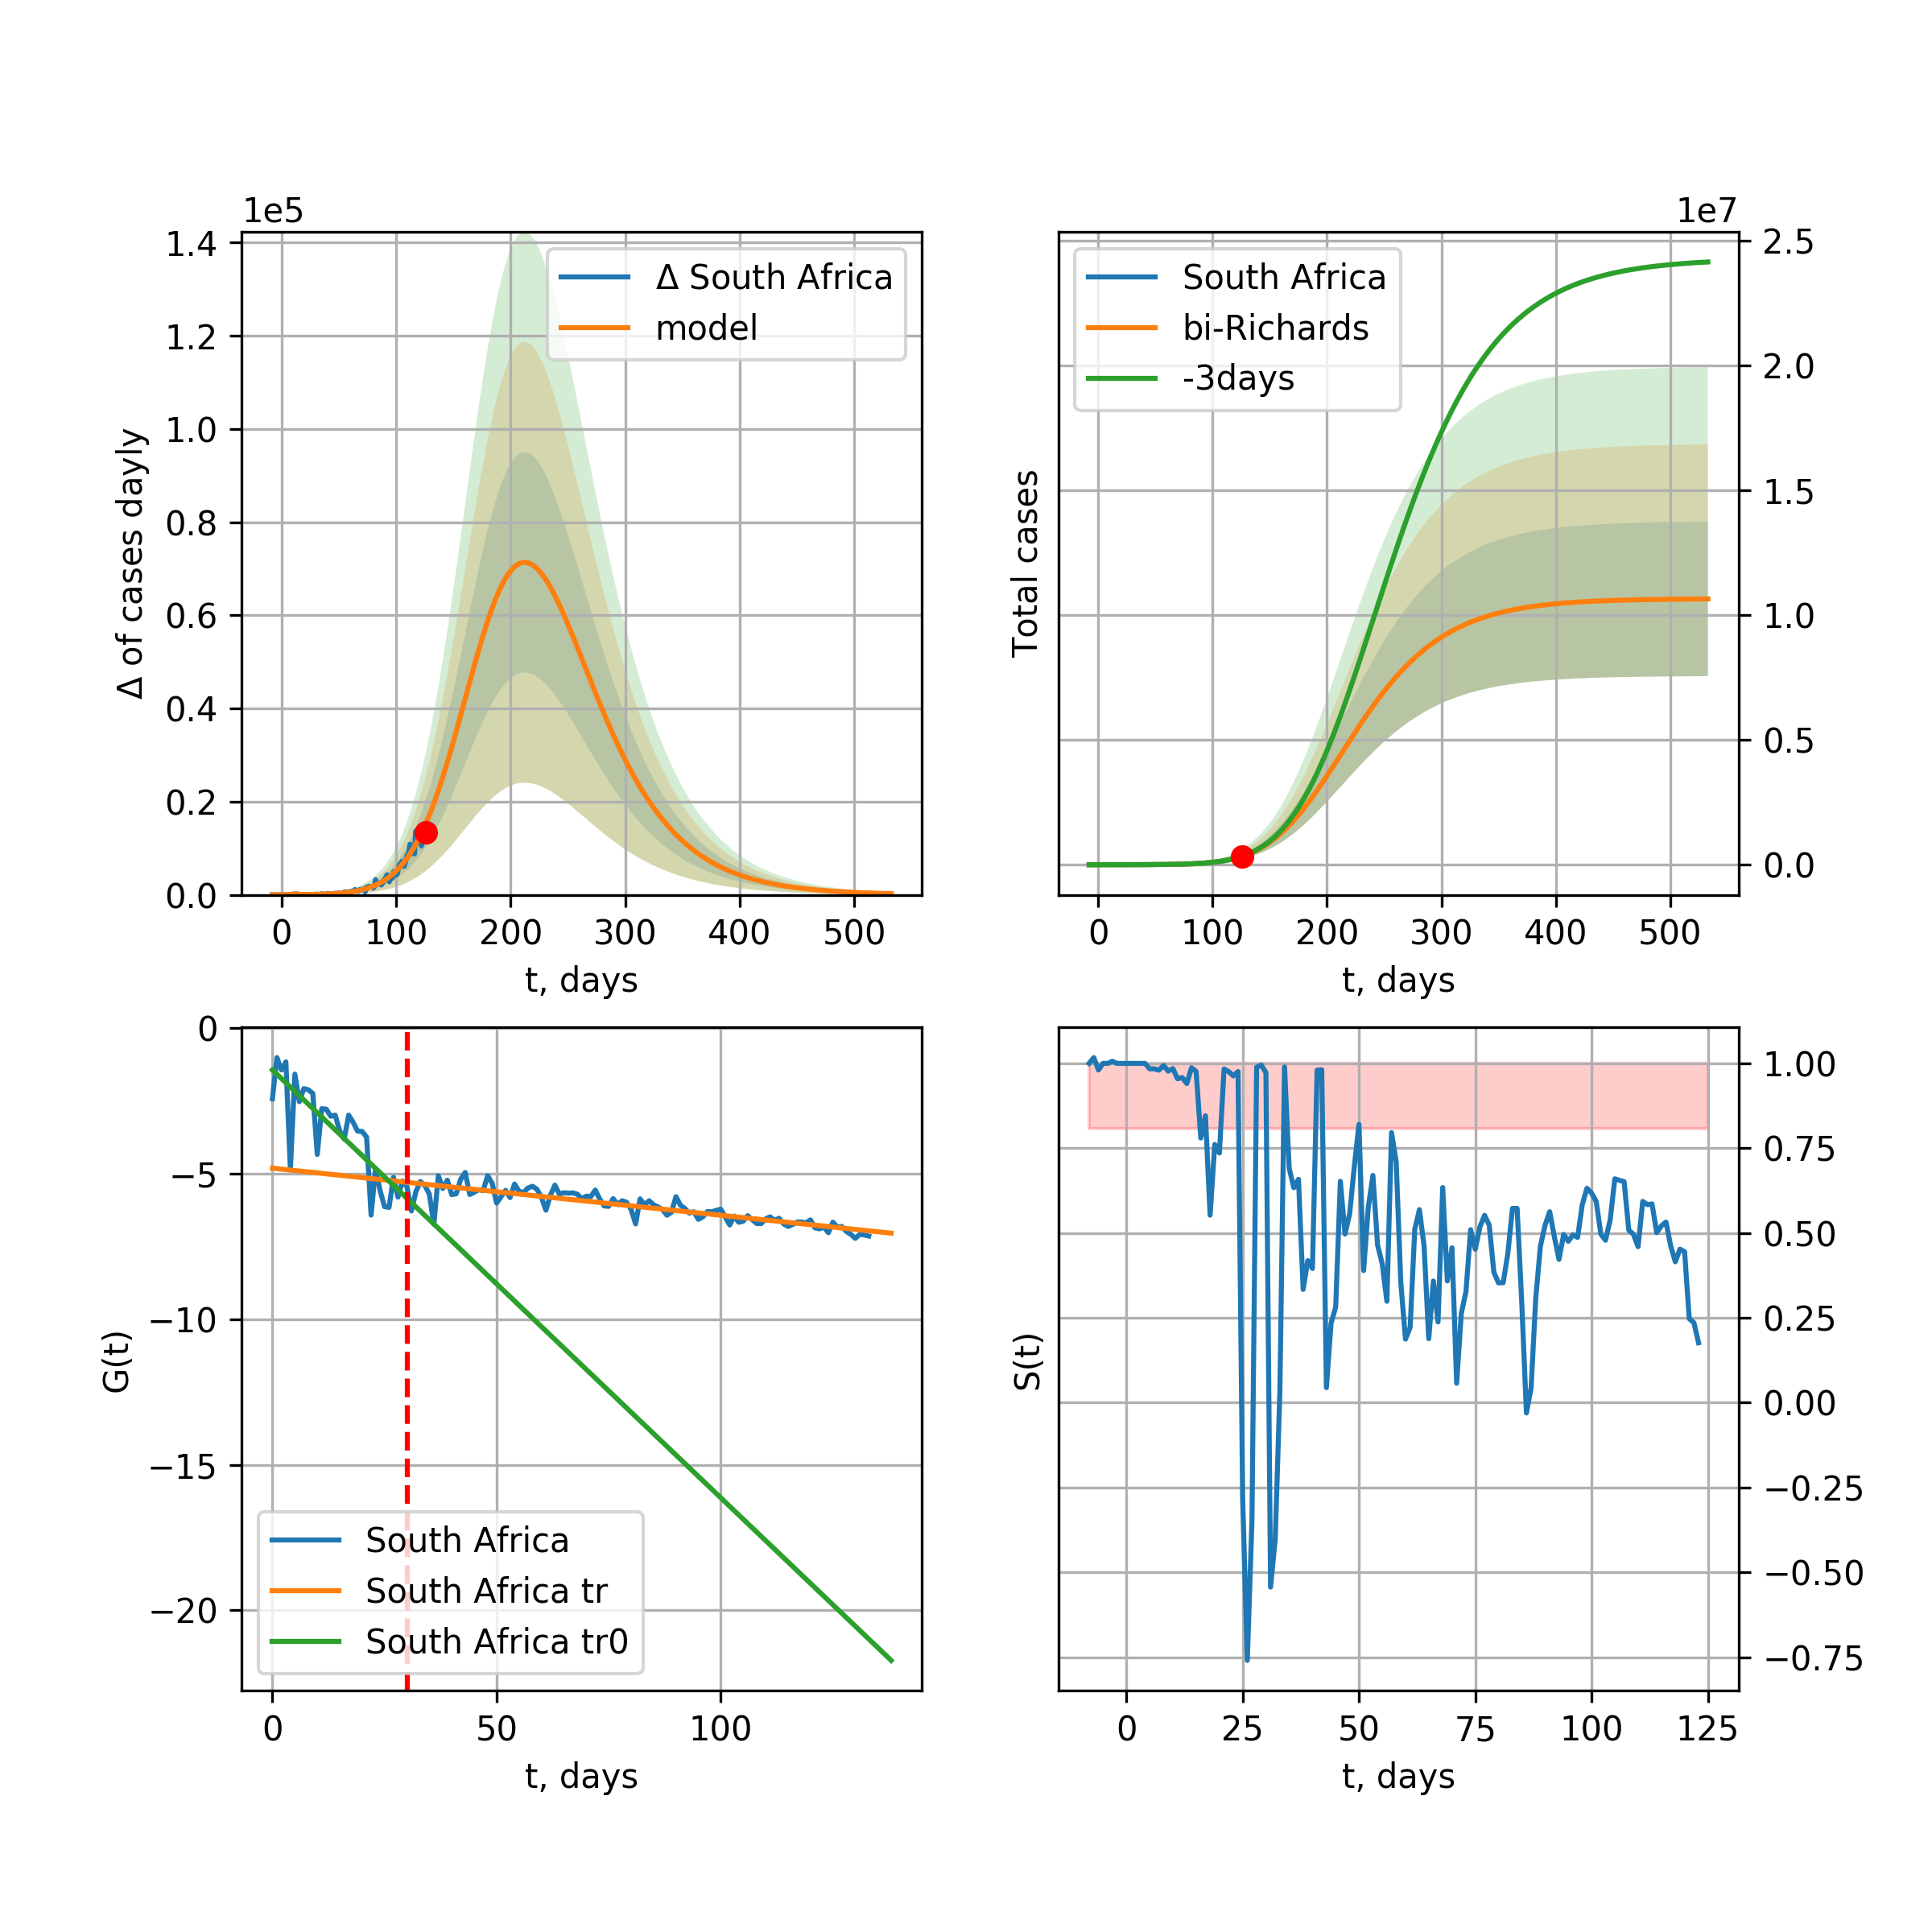 1e5
1.4
1.2
1.0
0.8
0.6
0.4
0.2
0.0
Δ of cases dayly
Δ South Africa
model
0 100 200 300 400 500
t, days
1e7
2.5
2.0
1.5
1.0
0.5
0.0
Total cases
South Africa
bi-Richards
-3days
0 100 200 300 400 500
t, days
0
−5
−10
−15
−20
G(t)
South Africa
South Africa tr
South Africa tr0
0 50 100
t, days
1.00
0.75
0.50
0.25
0.00
−0.25
−0.50
−0.75
S(t)
0 25 50 75 100 125
t, days